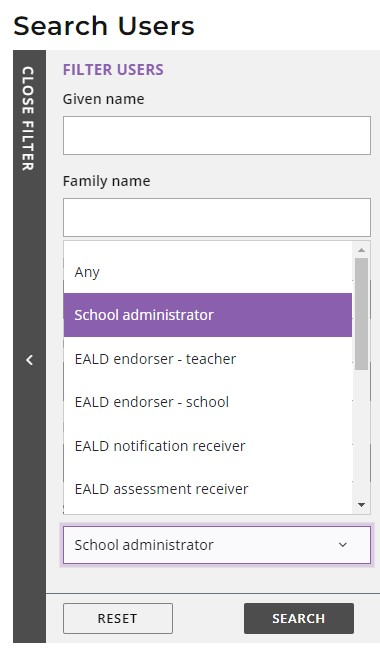 Search Users
CLOSE FILTER
FILTER USERS
Given name
Family name
Any
School administrator
EALD endorser - teacher
EALD endorser - school
EALD notification receiver
EALD assessment receiver
School administrator
RESET
SEARCH